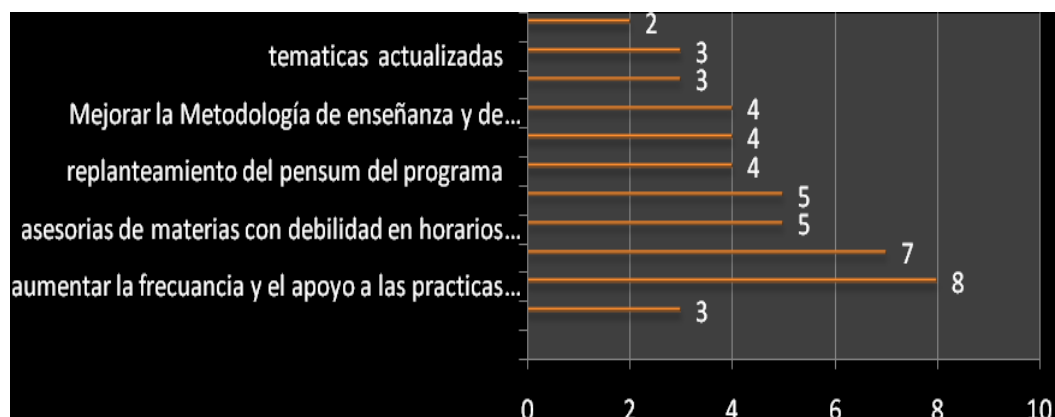 2
tematicas actualizadas 3
3
Mejorar la Metodología de enseñanza y de... 4
4
replanteamiento del pensum del programa 4
5
asesorias de materias con debilidad en horarios... 5
7
aumentar la frecuancia y el apoyo a las practicas... 8
3
0 2 4 6 8 10